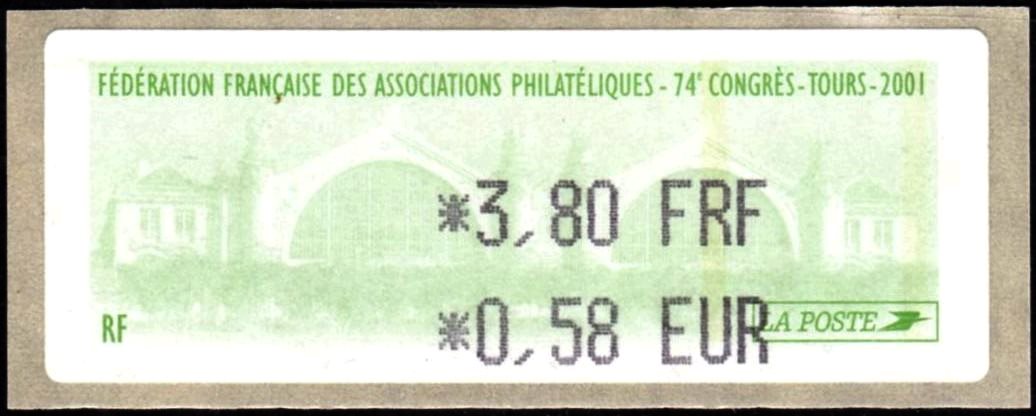 FÉDÉRATION FRANÇAISE DES ASSOCIATIONS PHILATÉLIQUES - 74e CONGRÈS - TOURS - 2001
*3,80 FRF
RF
*0,58 EUR
LA POSTE